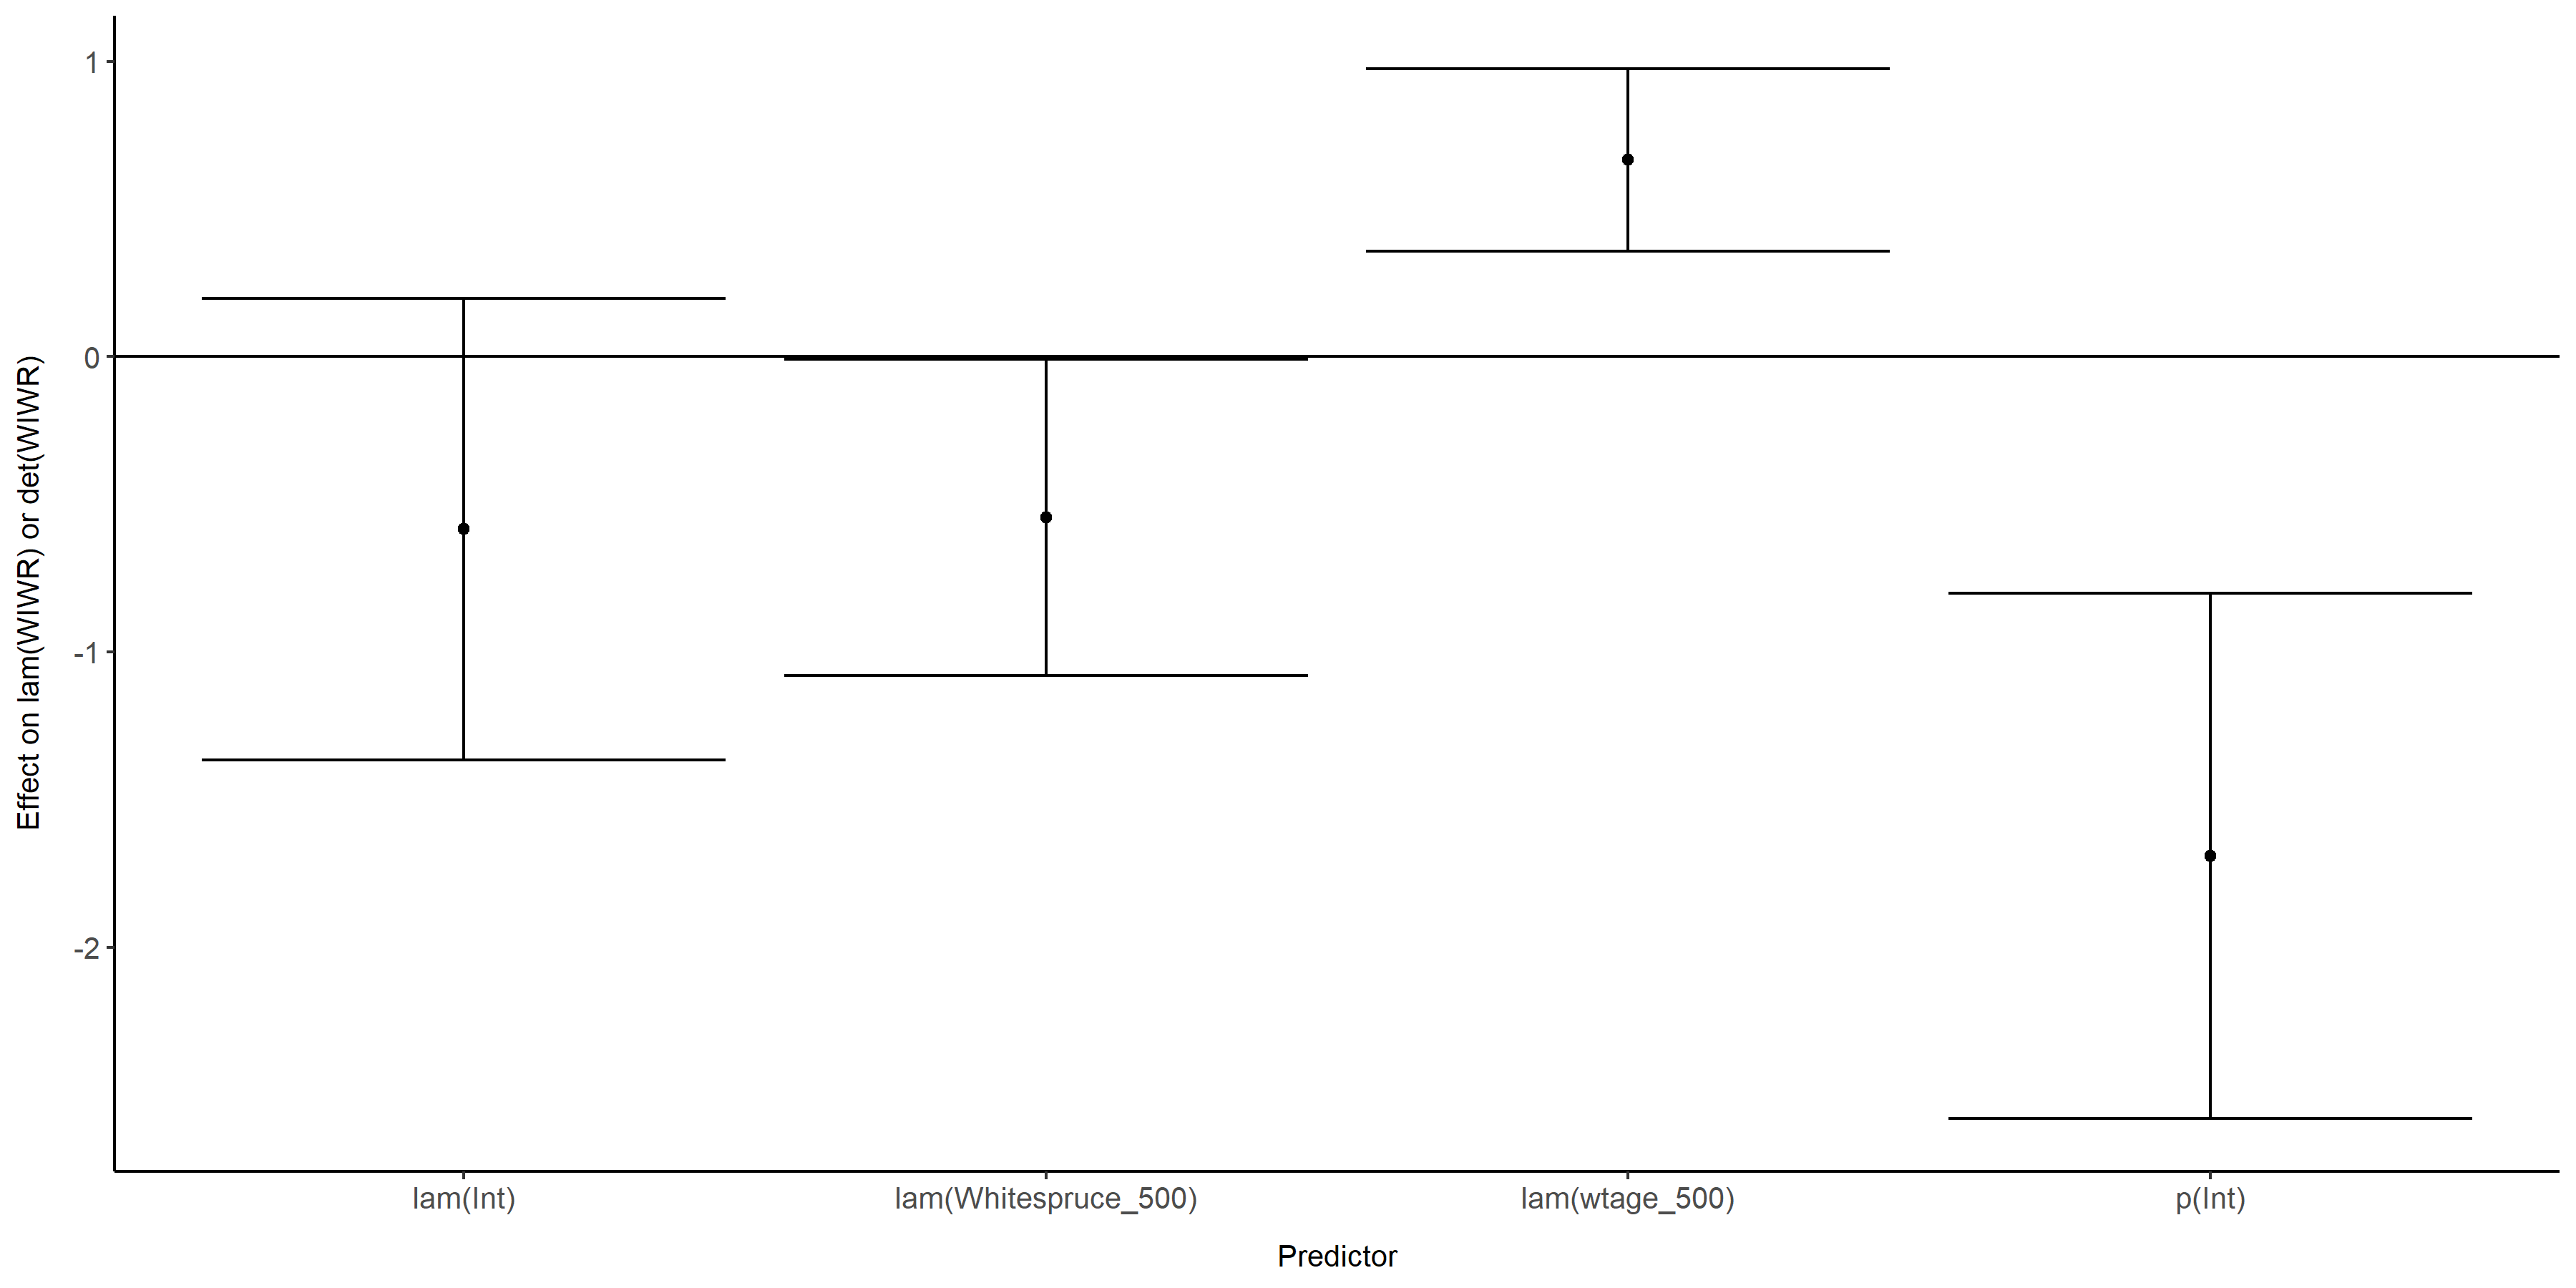 Effect on lam(WIWR) or det(WIWR)
1
0
-1
-2
lam(Int) lam(Whitespruce_500) lam(wtage_500) p(Int)
Predictor